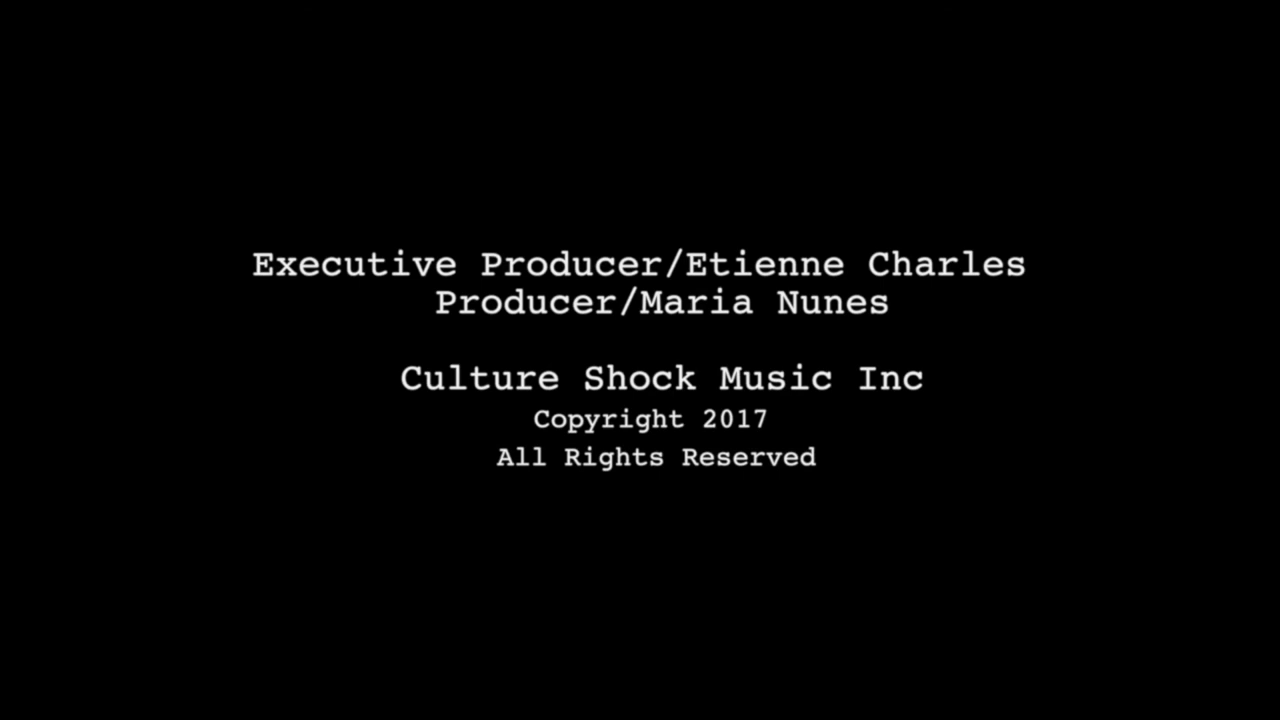 Executive Producer/Etienne Charles
Producer/Maria Nunes
Culture Shock Music Inc
Copyright 2017
All Rights Reserved